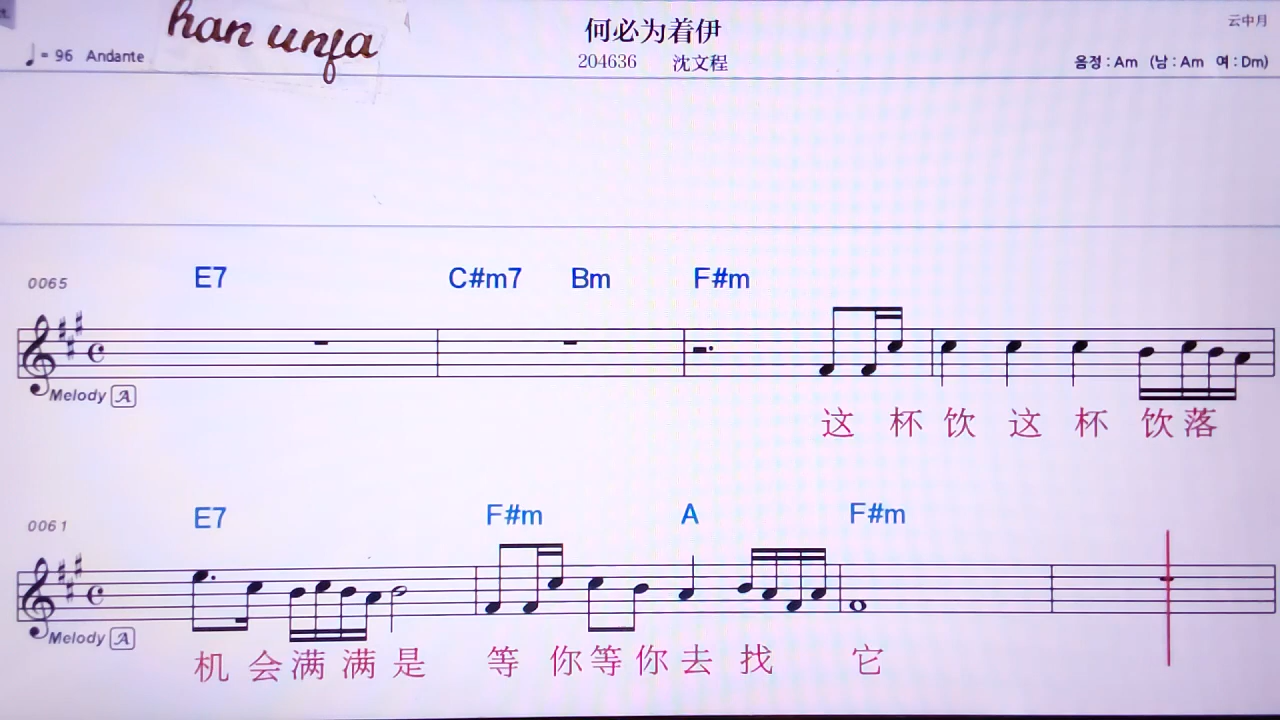 han unfa
何必为着伊
云中月
♩= 96 Andante
204636 沈文程
음정 : Am (남 : Am 여 : Dm)
0065 E7 C#m7 Bm F#m
Melody A
这 杯 饮 这 杯 饮 落
0061 E7 F#m A F#m
Melody A
机 会 满 满 是 等 你 等 你 去 找 它